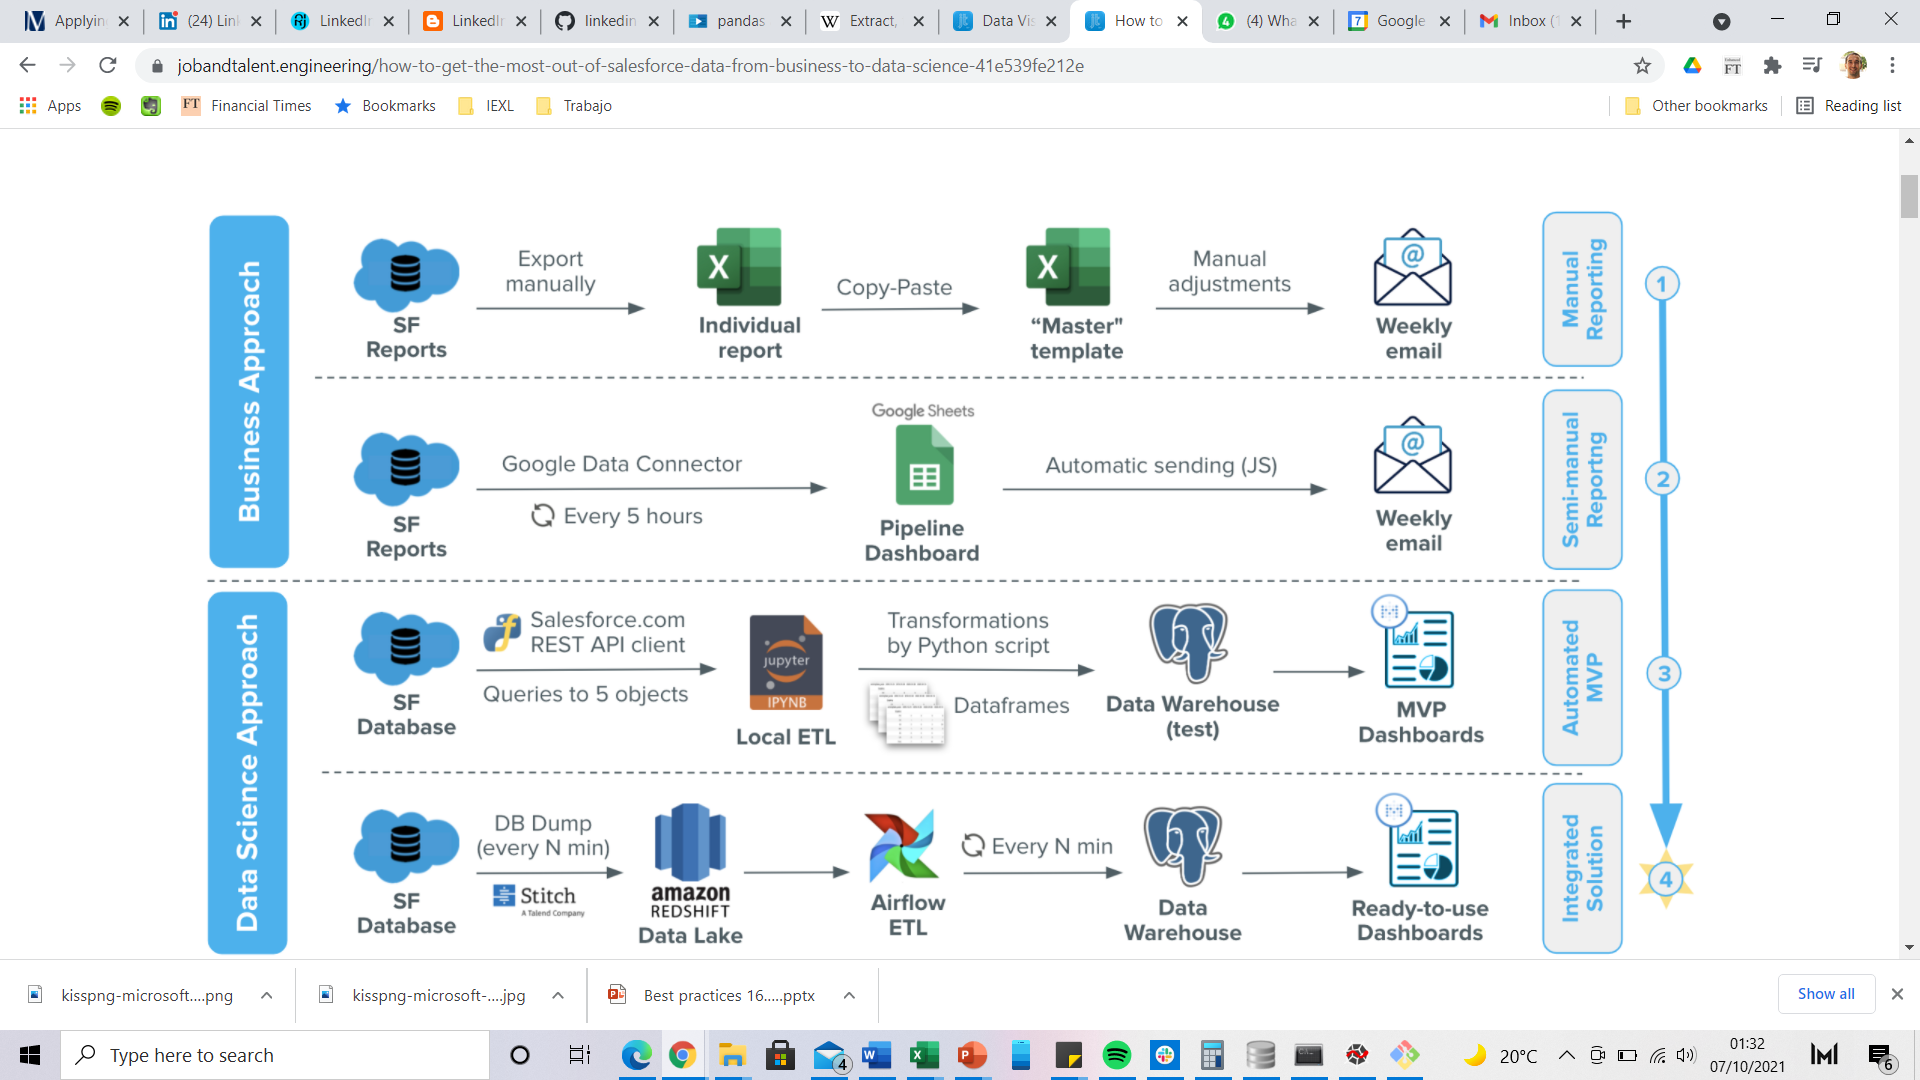 Applyin
(24) Lin
LinkedIn
LinkedIn
linkedin
pandas
Extract,
Data Vis
How to
(4) Wha
Google
Inbox (1
jobandtalent.engineering/how-to-get-the-most-out-of-salesforce-data-from-business-to-data-science-41e539fe212e
Apps
FT Financial Times
Bookmarks
IEXL
Trabajo
Other bookmarks
Reading list
Business Approach
SF
Reports
Export
manually
X
Individual
report
Copy-Paste
X
“Master"
template
Manual
adjustments
@
Weekly
email
Manual
Reporting
1
SF
Reports
Google Data Connector
Every 5 hours
Google Sheets
Pipeline
Dashboard
Automatic sending (JS)
@
Weekly
email
Semi-manual
Reportng
2
Data Science Approach
SF
Database
Salesforce.com
REST API client
Queries to 5 objects
jupyter
IPYNB
Local ETL
Transformations
by Python script
Dataframes
Data Warehouse
(test)
MVP
Dashboards
Automated
MVP
3
SF
Database
DB Dump
(every N min)
Stitch
A Talend Company
amazon
REDSHIFT
Data Lake
Airflow
ETL
Every N min
Data
Warehouse
Ready-to-use
Dashboards
Integrated
Solution
4
kisspng-microsoft....png
kisspng-microsoft-....jpg
Best practices 16.....pptx
Show all
Type here to search
4
20°C
01:32
07/10/2021
6